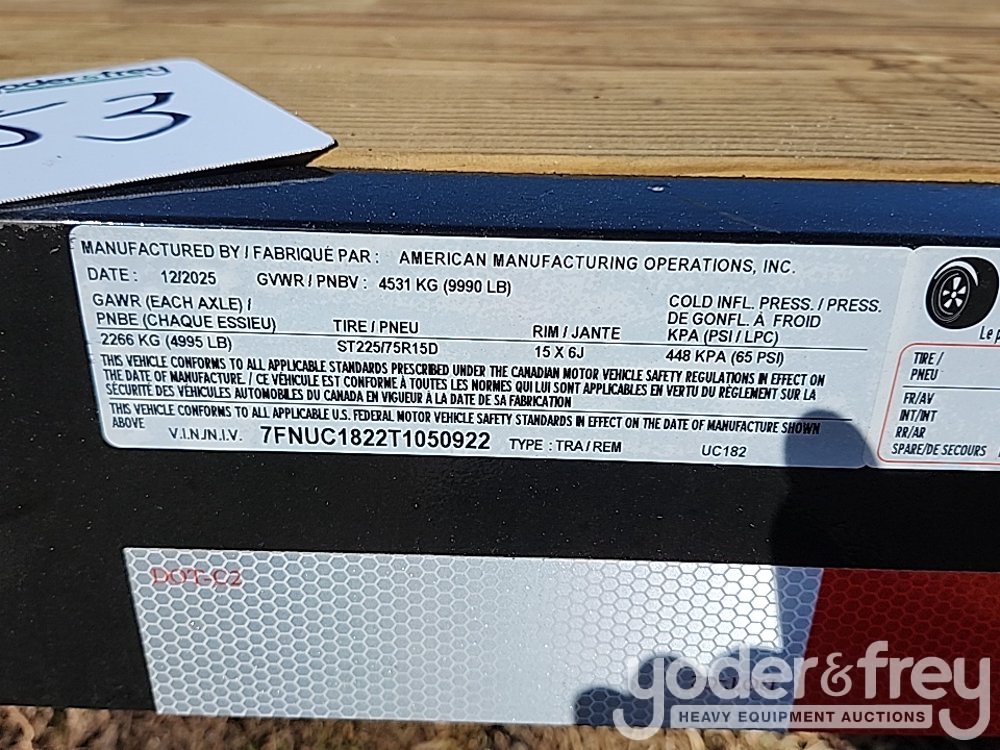 yoder&frey
53
MANUFACTURED BY / FABRIQUÉ PAR : AMERICAN MANUFACTURING OPERATIONS, INC.
DATE : 12/2025 GVWR / PNBV : 4531 KG (9990 LB)
GAWR (EACH AXLE) /
PNBE (CHAQUE ESSIEU) TIRE / PNEU RIM / JANTE COLD INFL. PRESS. / PRESS.
DE GONFL. À FROID
KPA (PSI / LPC)
2266 KG (4995 LB) ST225/75R15D 15 X 6J 448 KPA (65 PSI)
THIS VEHICLE CONFORMS TO ALL APPLICABLE STANDARDS PRESCRIBED UNDER THE CANADIAN MOTOR VEHICLE SAFETY REGULATIONS IN EFFECT ON
THE DATE OF MANUFACTURE. / CE VÉHICULE EST CONFORME À TOUTES LES NORMES QUI LUI SONT APPLICABLES EN VERTU DU RÈGLEMENT SUR LA
SÉCURITÉ DES VÉHICULES AUTOMOBILES DU CANADA EN VIGUEUR À LA DATE DE SA FABRICATION
THIS VEHICLE CONFORMS TO ALL APPLICABLE U.S. FEDERAL MOTOR VEHICLE SAFETY STANDARDS IN EFFECT ON THE DATE OF MANUFACTURE SHOWN
ABOVE V.I.N./N.I.V. 7FNUC1822T1050922 TYPE : TRA / REM UC182
Le p
TIRE /
PNEU
FR/AV
INT/INT
RR/AR
SPARE/DE SECOURS
DOT-C2
yoder&frey
HEAVY EQUIPMENT AUCTIONS